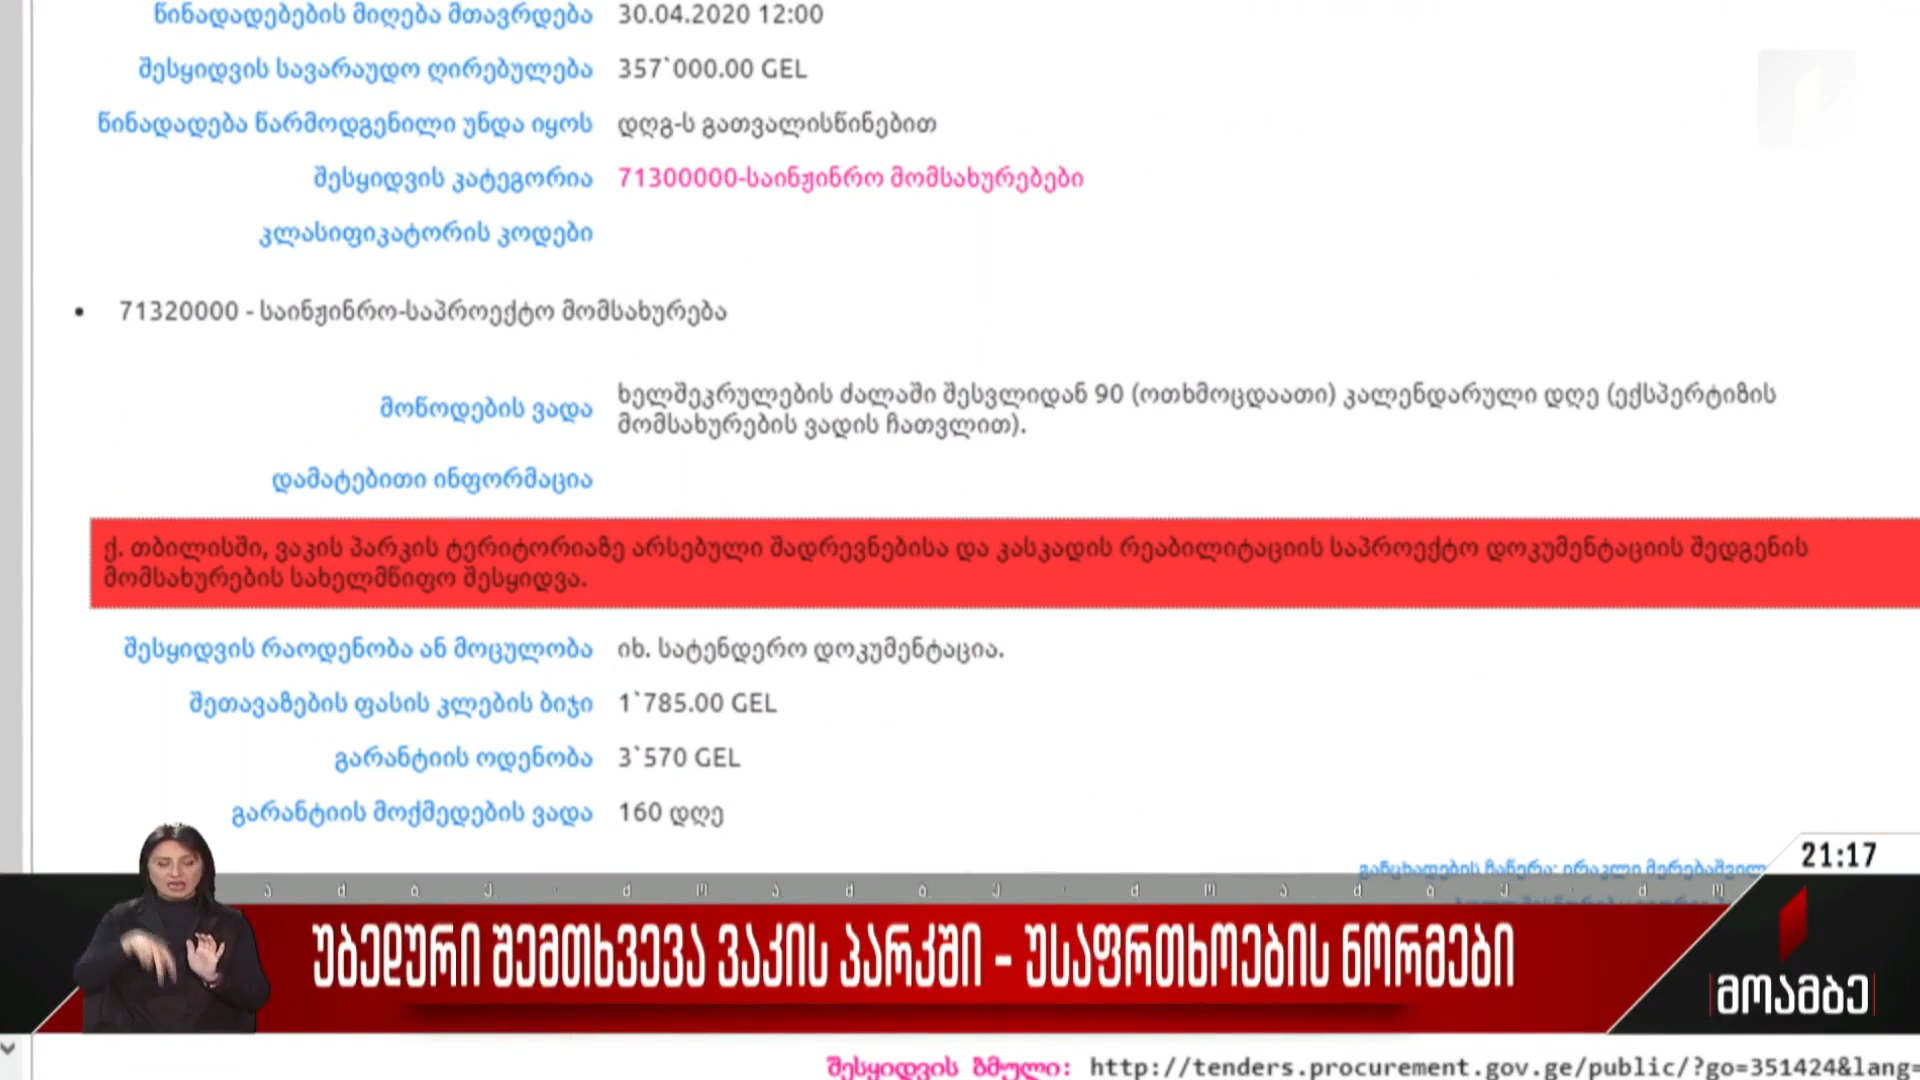 წინადადებების მიღება მთავრდება 30.04.2020 12:00
შესყიდვის სავარაუდო ღირებულება 357`000.00 GEL
წინადადება წარმოდგენილი უნდა იყოს დღგ-ს გათვალისწინებით
შესყიდვის კატეგორია 71300000-საინჟინრო მომსახურებები
კლასიფიკატორის კოდები
• 71320000 - საინჟინრო-საპროექტო მომსახურება
მოწოდების ვადა ხელშეკრულების ძალაში შესვლიდან 90 (ოთხმოცდაათი) კალენდარული დღე (ექსპერტიზის
მომსახურების ვადის ჩათვლით).
დამატებითი ინფორმაცია
ქ. თბილისში, ვაკის პარკის ტერიტორიაზე არსებული შადრევნებისა და კასკადის რეაბილიტაციის საპროექტო დოკუმენტაციის შედგენის
მომსახურების სახელმწიფო შესყიდვა.
შესყიდვის რაოდენობა ან მოცულობა იხ. სატენდერო დოკუმენტაცია.
შეთავაზების ფასის კლების ბიჯი 1`785.00 GEL
გარანტიის ოდენობა 3`570 GEL
გარანტიის მოქმედების ვადა 160 დღე
განცხადების ჩაწერა: ირაკლი
21:17
უბედური შემთხვევა ვაკის პარკში - უსაფრთხოების ნორმები
მოამბე
შესყიდვის ბმული: http://tenders.procurement.gov.ge/public/?go=351424&lang=